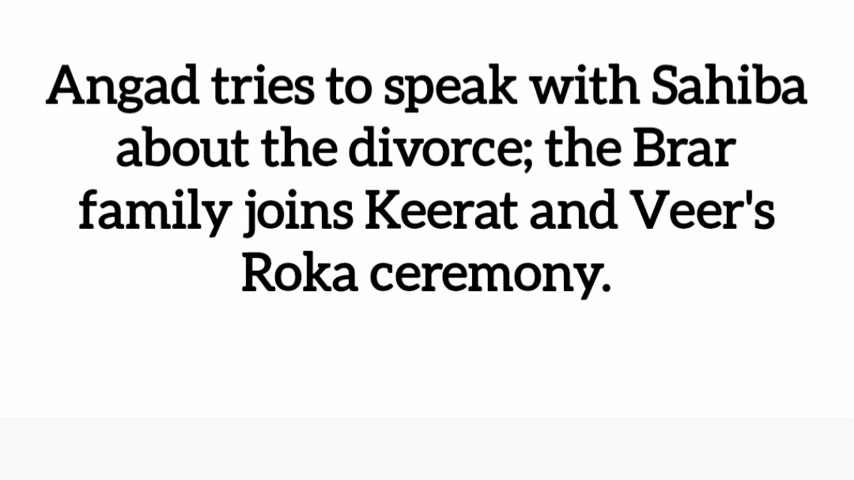 Angad tries to speak with Sahiba
about the divorce; the Brar
family joins Keerat and Veer's
Roka ceremony.